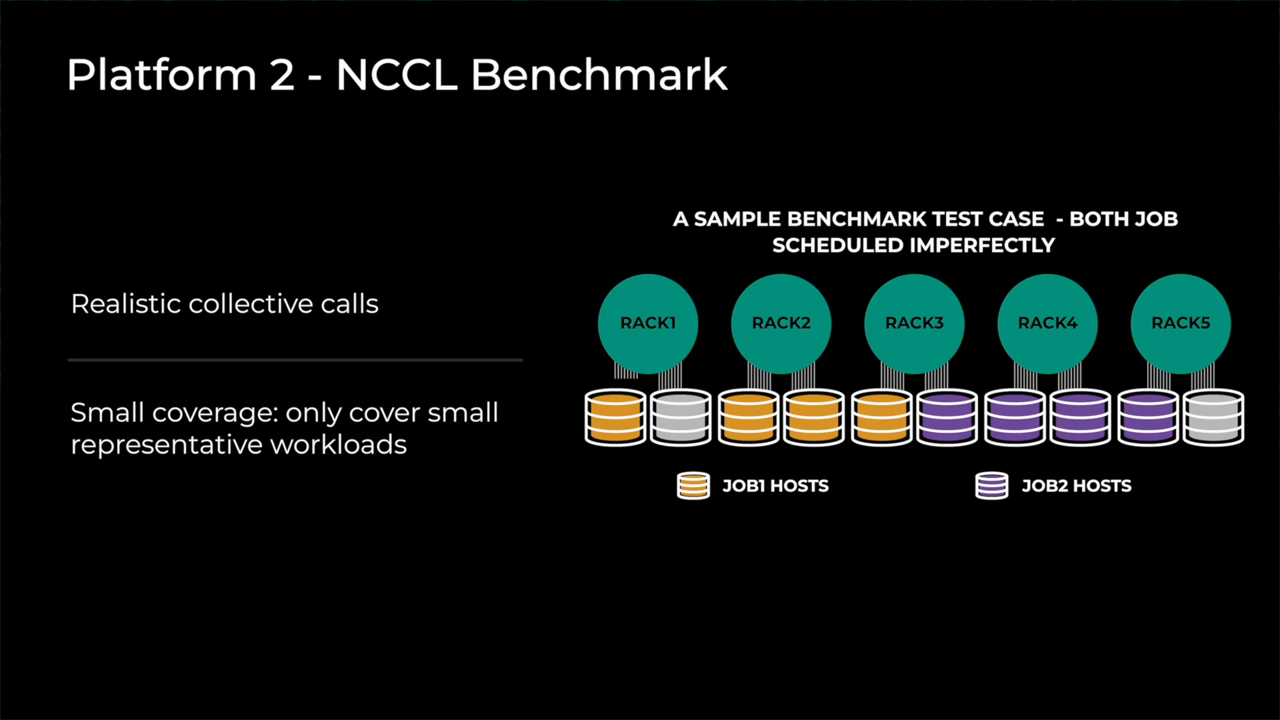 Platform 2 - NCCL Benchmark
Realistic collective calls
Small coverage: only cover small
representative workloads
A SAMPLE BENCHMARK TEST CASE - BOTH JOB
SCHEDULED IMPERFECTLY
RACK1 RACK2 RACK3 RACK4 RACK5
JOB1 HOSTS JOB2 HOSTS